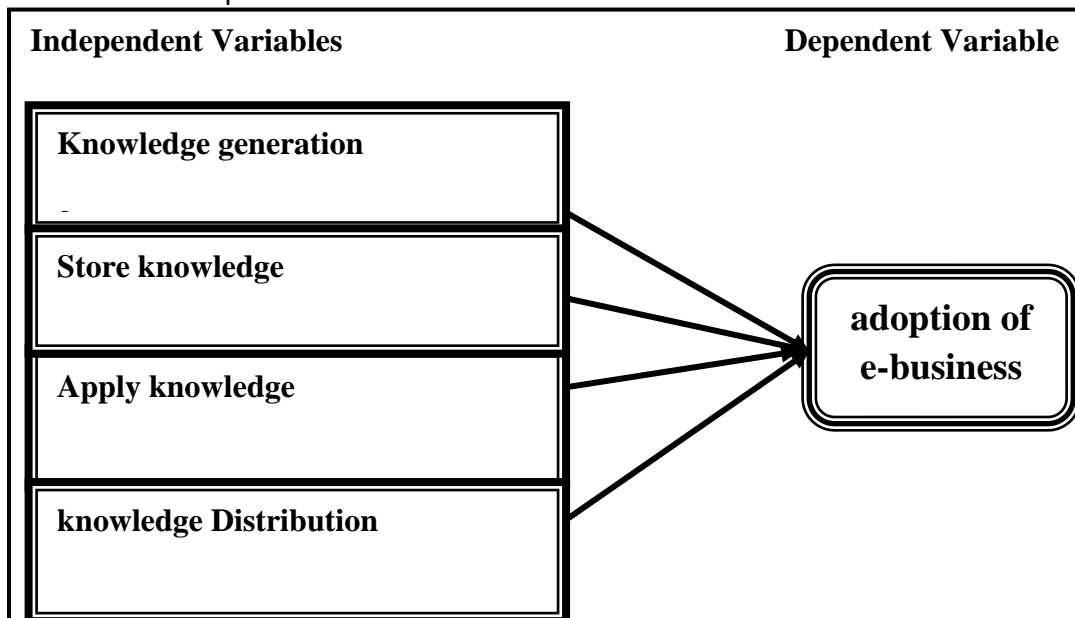 Independent Variables
Dependent Variable
Knowledge generation
Store knowledge
Apply knowledge
knowledge Distribution
adoption of
e-business